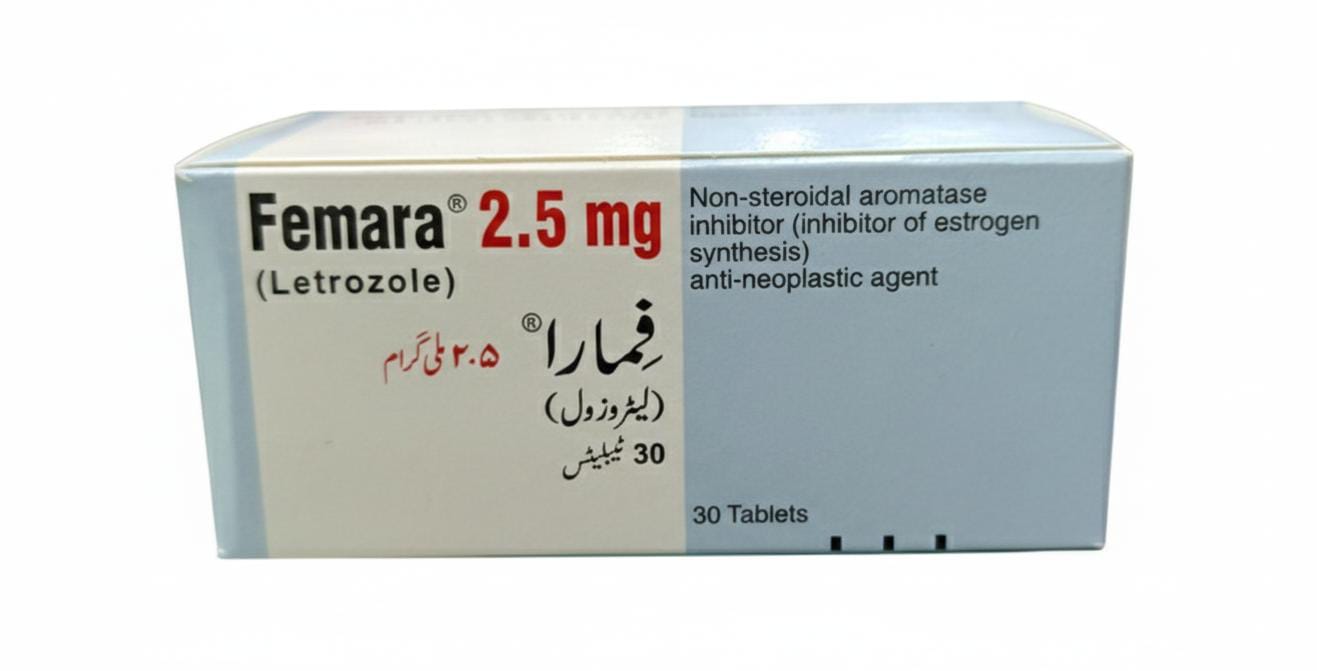 Femara® 2.5 mg
(Letrozole)
فِمارا®
۲.۵ ملی گرام
(لیٹروزول)
30 ٹیبلیٹس
Non-steroidal aromatase
inhibitor (inhibitor of estrogen
synthesis)
anti-neoplastic agent
30 Tablets